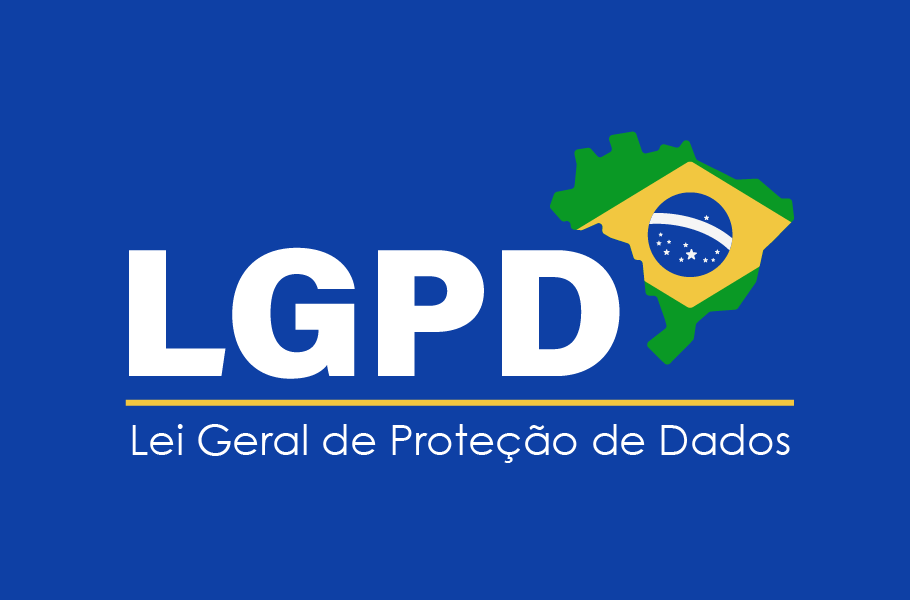 LGPD
Lei Geral de Proteção de Dados